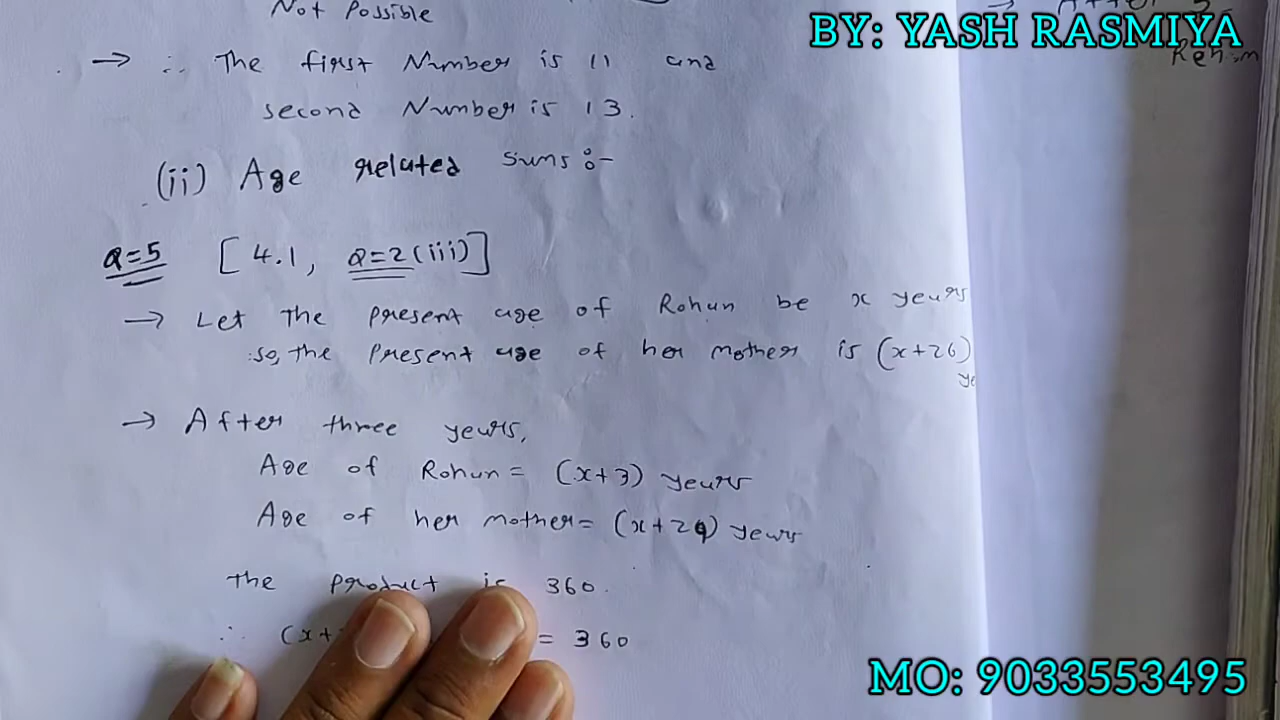 Not Possible
BY: YASH RASMIYA
→ ∴ The first Number is 11 and
second Number is 13.
(ii) Age related sums :-
Q=5 [4.1, Q=2(iii)]
→ Let The present age of Rohan be x years
:so, the present age of her mother is (x+26)
→ After three years,
Age of Rohan = (x+3) years
Age of her mother = (x+29) years
The product is 360.
∴ (x+ = 360
MO: 9033553495